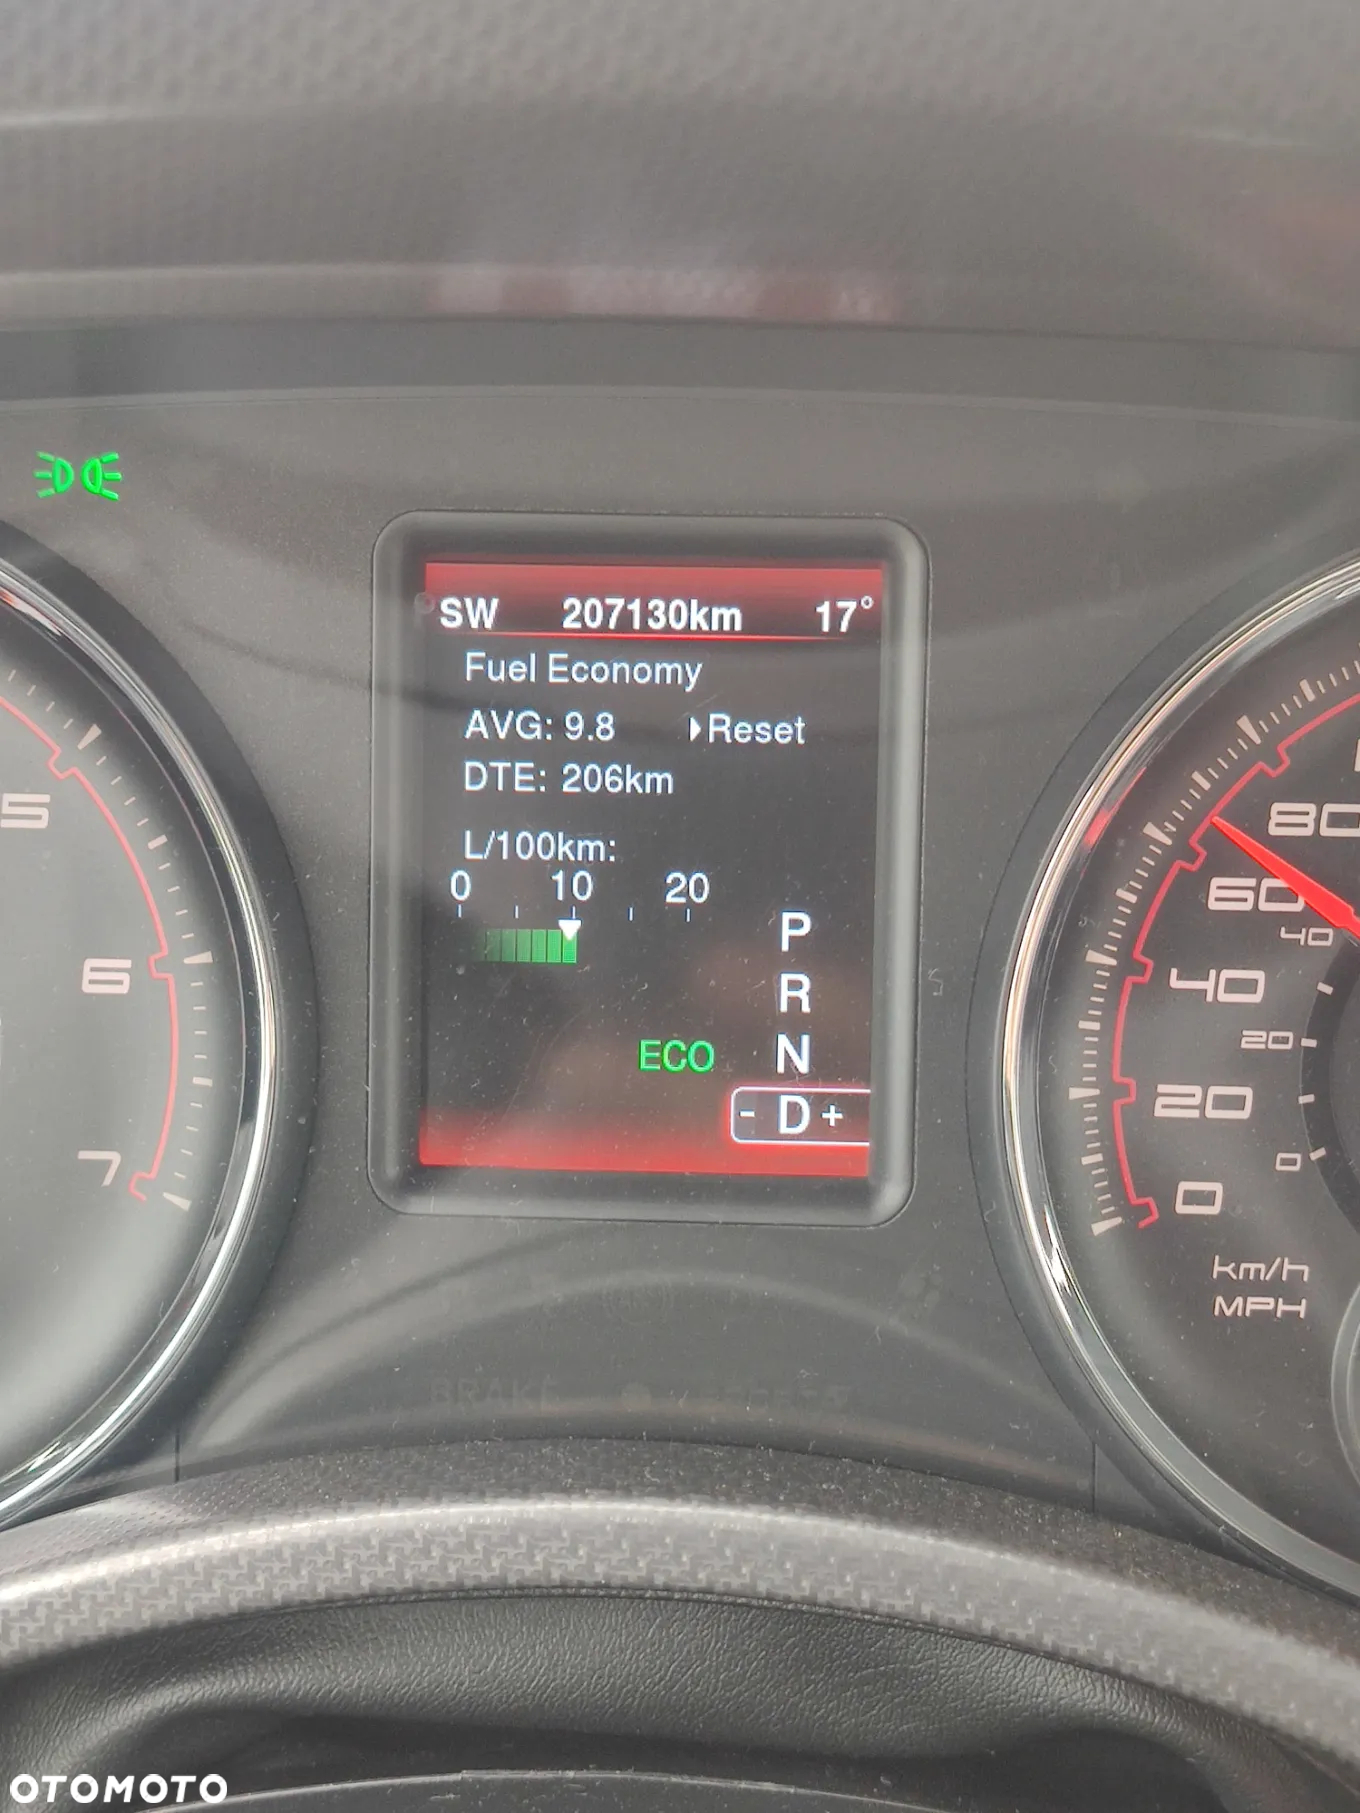 SW 207130km 17°
Fuel Economy
AVG: 9.8 Reset
DTE: 206km
L/100km:
0 10 20
P
R
N
ECO
- D +
5
6
7
80
60
40
40
20
20
0
0
km/h
MPH
BRAKE
OTOMOTO